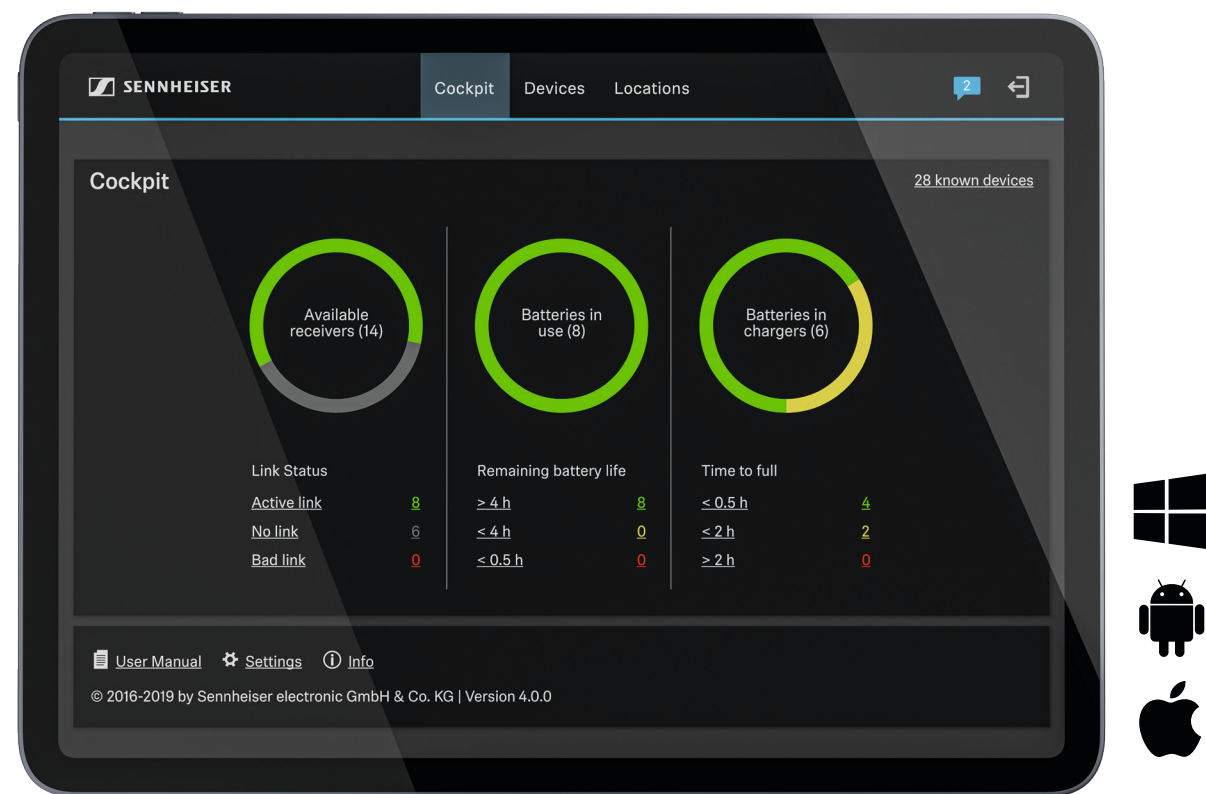 SENNHEISER
Cockpit
Devices
Locations
2
Cockpit
28 known devices
Available
receivers (14)
Batteries in
use (8)
Batteries in
chargers (6)
Link Status
Active link 8
No link 6
Bad link 0
Remaining battery life
> 4 h 8
< 4 h 0
< 0.5 h 0
Time to full
< 0.5 h 4
< 2 h 2
> 2 h 0
User Manual
Settings
Info
© 2016-2019 by Sennheiser electronic GmbH & Co. KG | Version 4.0.0